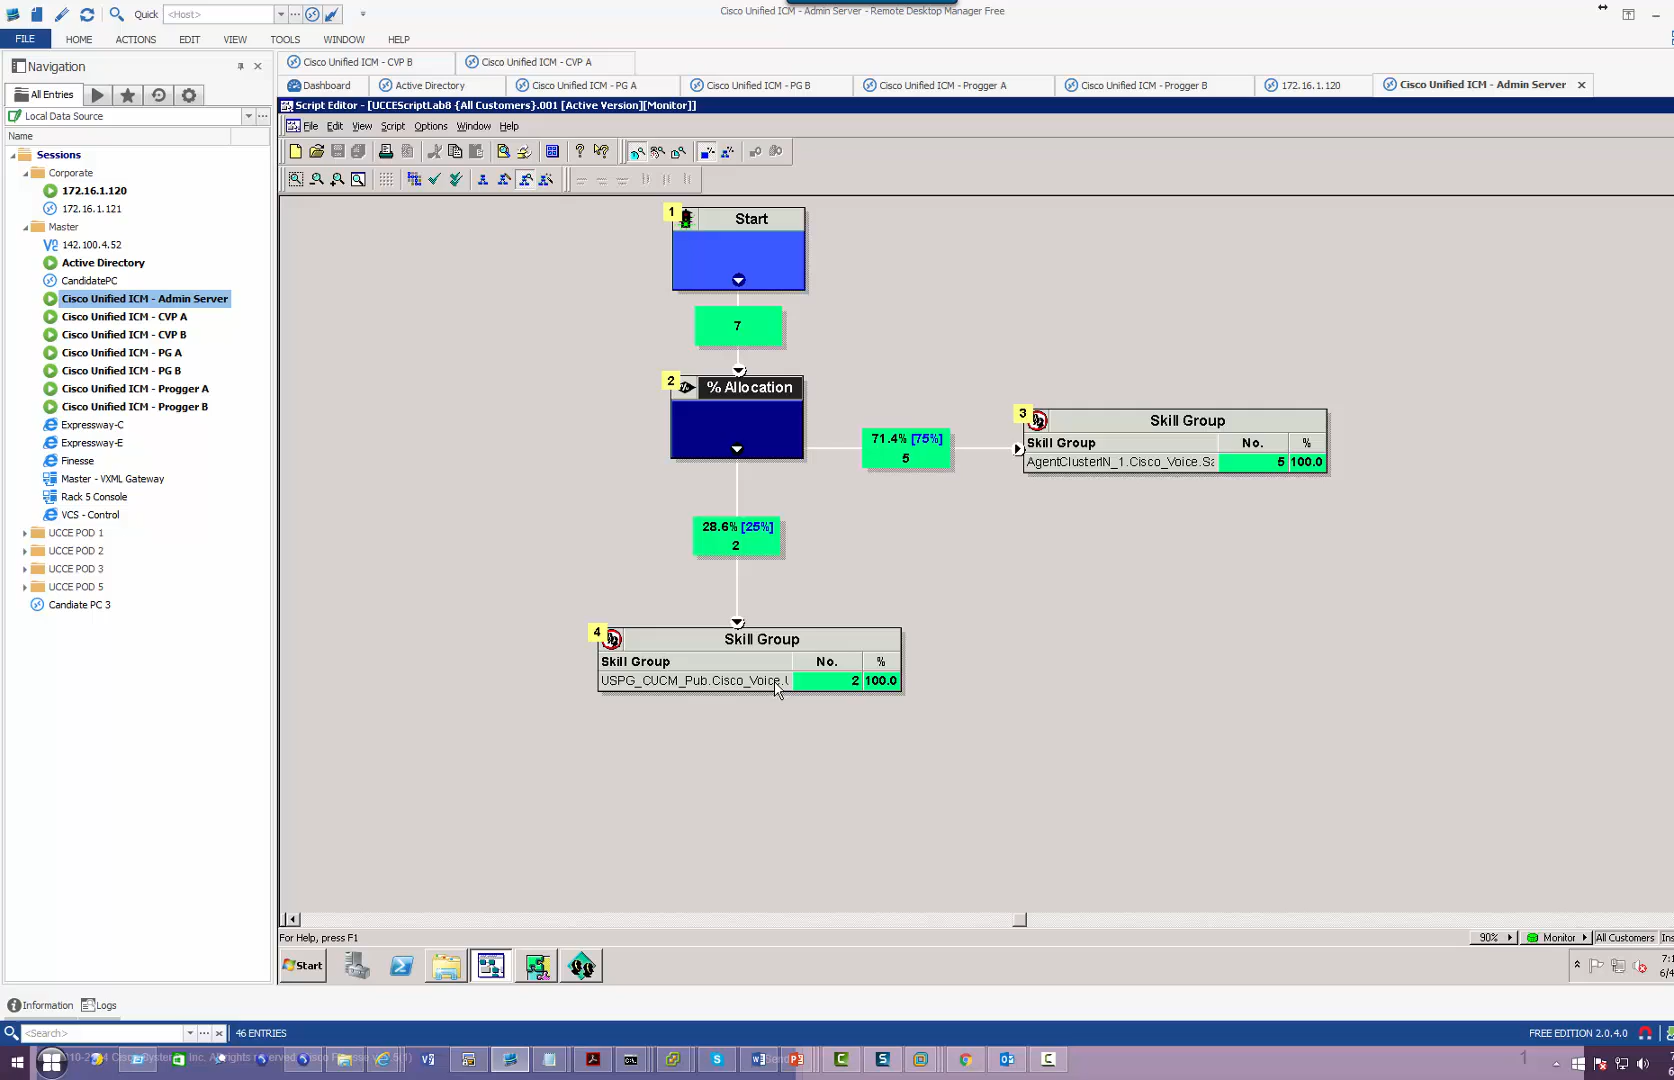 Quick <Host>
Cisco Unified ICM - Admin Server - Remote Desktop Manager Free
FILE HOME ACTIONS EDIT VIEW TOOLS WINDOW HELP
Navigation
All Entries
Local Data Source
Name
Sessions
Corporate
172.16.1.120
172.16.1.121
Master
142.100.4.52
Active Directory
CandidatePC
Cisco Unified ICM - Admin Server
Cisco Unified ICM - CVP A
Cisco Unified ICM - CVP B
Cisco Unified ICM - PG A
Cisco Unified ICM - PG B
Cisco Unified ICM - Progger A
Cisco Unified ICM - Progger B
Expressway-C
Expressway-E
Finesse
Master - VXML Gateway
Rack 5 Console
VCS - Control
UCCE POD 1
UCCE POD 2
UCCE POD 3
UCCE POD 5
Candiate PC 3
Cisco Unified ICM - CVP B
Cisco Unified ICM - CVP A
Dashboard
Active Directory
Cisco Unified ICM - PG A
Cisco Unified ICM - PG B
Cisco Unified ICM - Progger A
Cisco Unified ICM - Progger B
172.16.1.120
Cisco Unified ICM - Admin Server
Script Editor - [UCCEScriptLab8 {All Customers}.001 [Active Version][Monitor]]
File Edit View Script Options Window Help
1 Start
7
2 % Allocation
71.4% [75%]
5
3 Skill Group
Skill Group No. %
AgentClusterIN_1.Cisco_Voice.Sa 5 100.0
28.6% [25%]
2
4 Skill Group
Skill Group No. %
USPG_CUCM_Pub.Cisco_Voice.U 2 100.0
For Help, press F1
90% Monitor All Customers Ins
Start
7:1
6/4
Information Logs
<Search> 46 ENTRIES
FREE EDITION 2.0.4.0
1